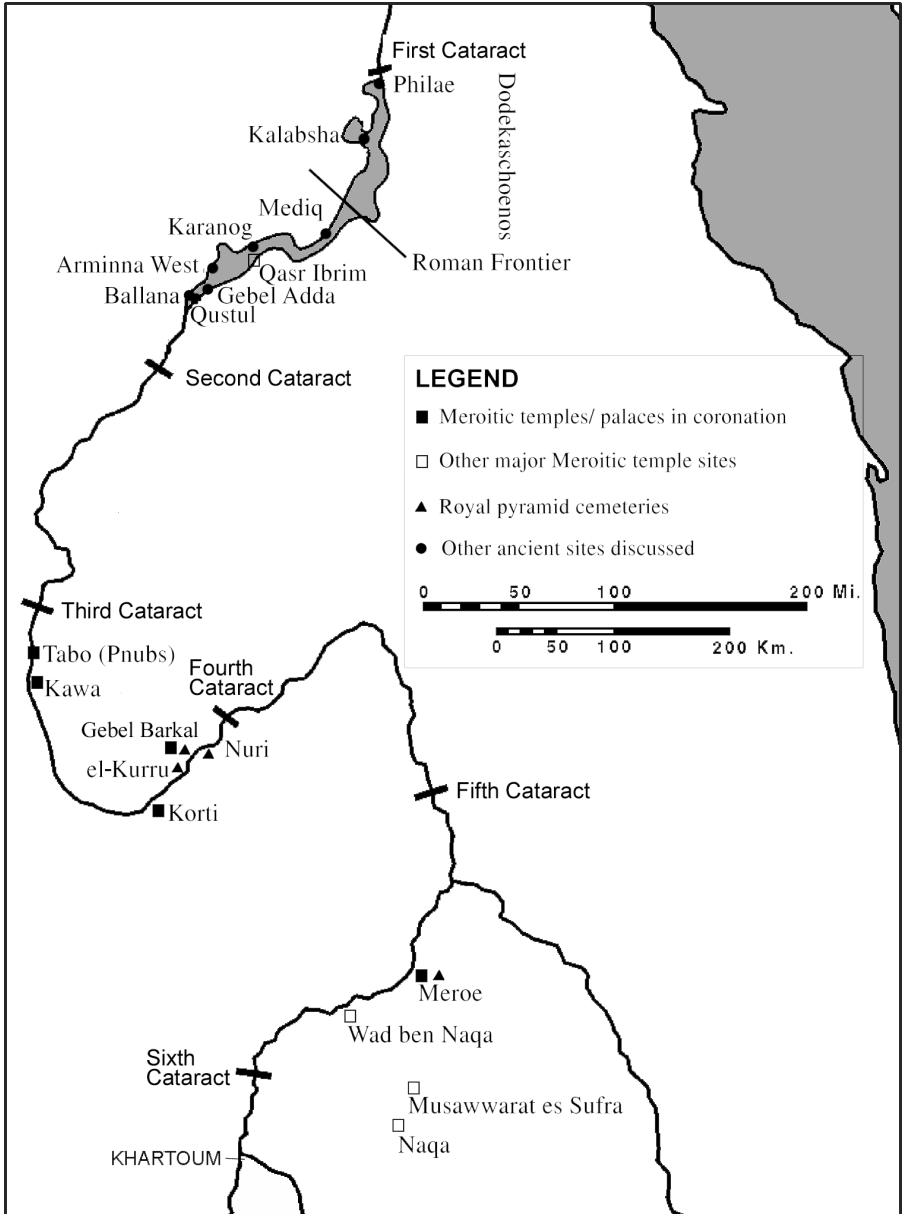 First Cataract
Philae
Dodekaschoenos
Kalabsha
Mediq
Karanog
Roman Frontier
Arminna West
Qasr Ibrim
Ballana
Gebel Adda
Qustul
Second Cataract
LEGEND
Meroitic temples/ palaces in coronation
Other major Meroitic temple sites
Royal pyramid cemeteries
Other ancient sites discussed
0 50 100 200 Mi.
0 50 100 200 Km.
Third Cataract
Tabo (Pnubs)
Kawa
Fourth
Cataract
Gebel Barkal
Nuri
el-Kurru
Korti
Fifth Cataract
Meroe
Wad ben Naqa
Sixth
Cataract
Musawwarat es Sufra
Naqa
KHARTOUM